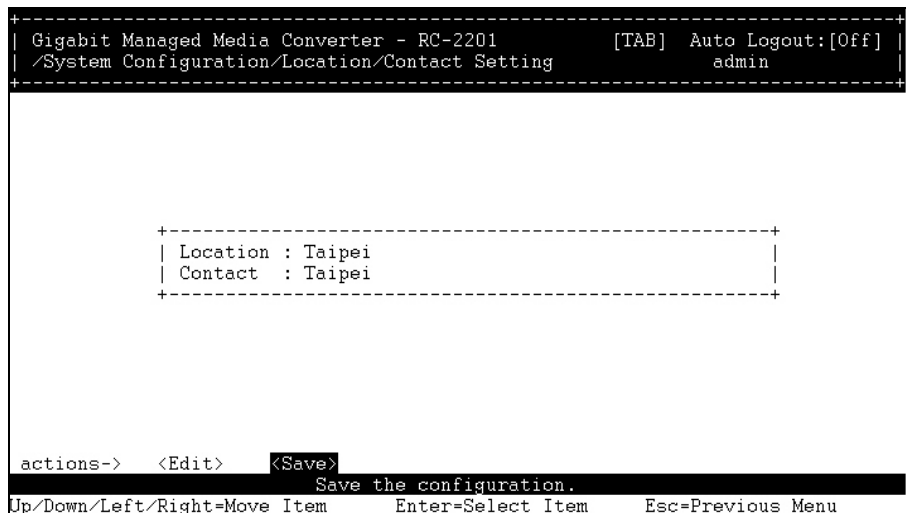 +-----------------------------------------------------------------------------+
| Gigabit Managed Media Converter - RC-2201 [TAB] Auto Logout:[Off] |
| /System Configuration/Location/Contact Setting admin |
+-----------------------------------------------------------------------------+
+-----------------------------------------------------+
| Location : Taipei |
| Contact : Taipei |
+-----------------------------------------------------+
actions-> <Edit> <Save>
Save the configuration.
Up/Down/Left/Right=Move Item Enter=Select Item Esc=Previous Menu